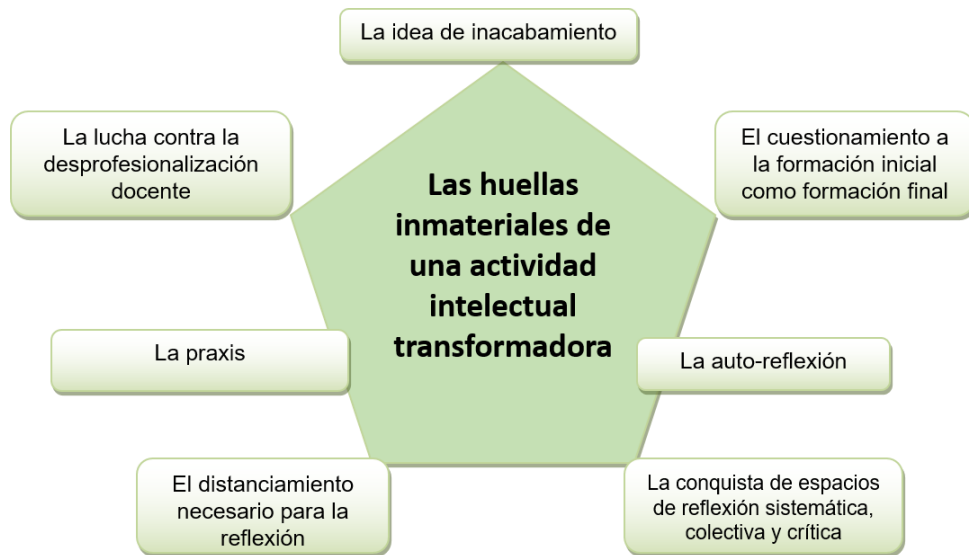 La idea de inacabamiento
La lucha contra la
desprofesionalización
docente
El cuestionamiento a
la formación inicial
como formación final
Las huellas
inmateriales de
una actividad
intelectual
transformadora
La praxis
La auto-reflexión
El distanciamiento
necesario para la
reflexión
La conquista de espacios
de reflexión sistemática,
colectiva y crítica